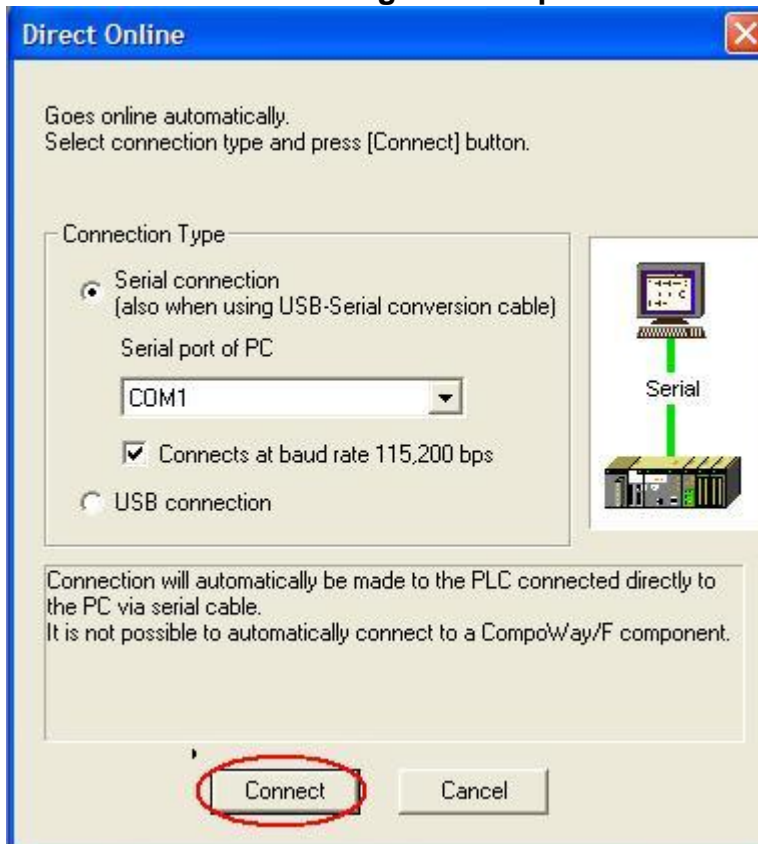 Direct Online
Goes online automatically.
Select connection type and press [Connect] button.
Connection Type
Serial connection
(also when using USB-Serial conversion cable)
Serial port of PC
COM1
Connects at baud rate 115,200 bps
USB connection
Serial
Connection will automatically be made to the PLC connected directly to
the PC via serial cable.
It is not possible to automatically connect to a CompoWay/F component.
Connect
Cancel